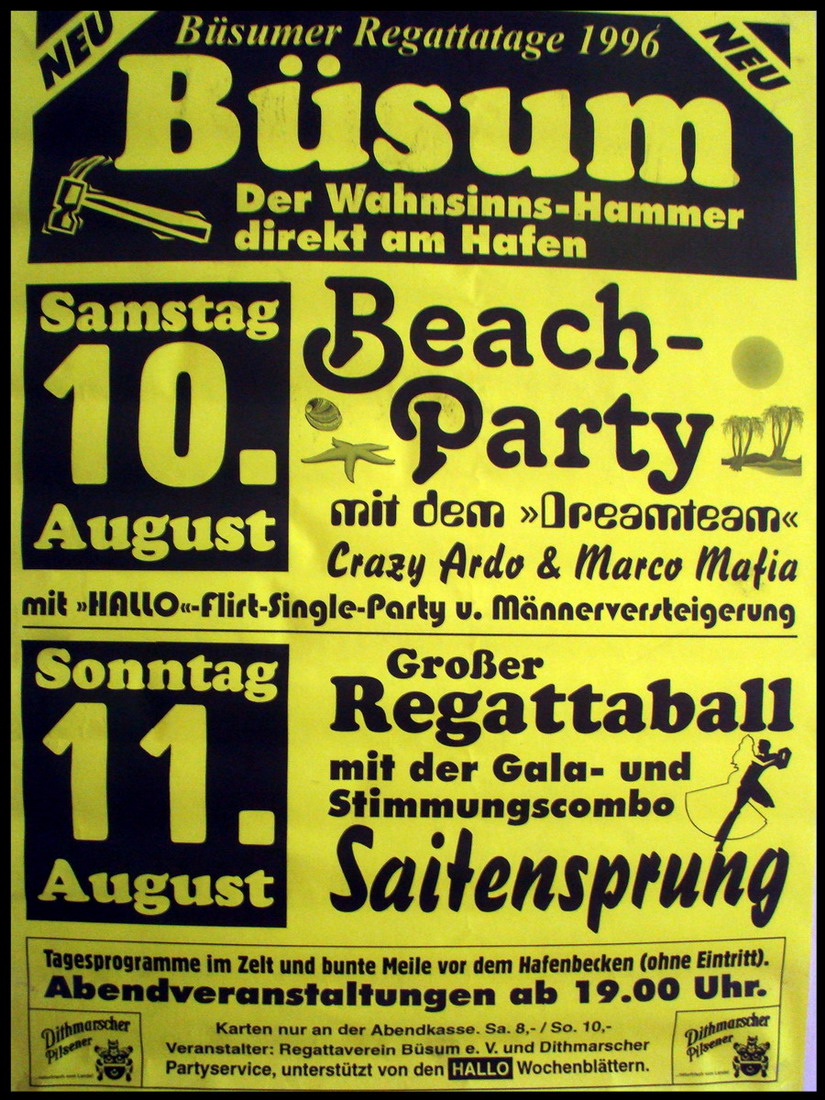 NEU
Büsumer Regattatage 1996
NEU
Büsum
Der Wahnsinns-Hammer
direkt am Hafen
Samstag
10.
August
Beach-
Party
mit dem »Dreamteam«
Crazy Ardo & Marco Mafia
mit »HALLO«-Flirt-Single-Party u. Männerversteigerung
Sonntag
11.
August
Großer
Regattaball
mit der Gala- und
Stimmungscombo
Saitensprung
Tagesprogramme im Zelt und bunte Meile vor dem Hafenbecken (ohne Eintritt).
Abendveranstaltungen ab 19.00 Uhr.
Dithmarscher
Pilsener
Karten nur an der Abendkasse. Sa. 8,- / So. 10,-
Veranstalter: Regattaverein Büsum e. V. und Dithmarscher
Partyservice, unterstützt von den HALLO Wochenblättern.
Dithmarscher
Pilsener